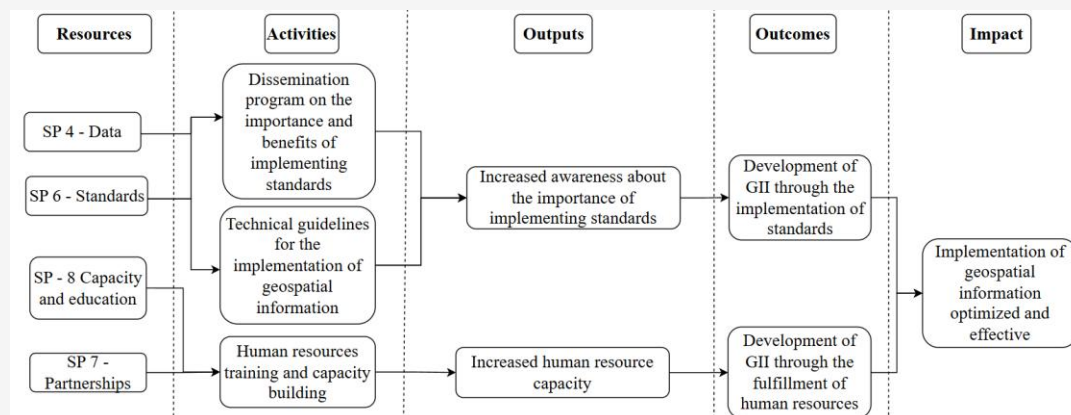 Resources
Activities
Outputs
Outcomes
Impact
SP 4 - Data
SP 6 - Standards
SP - 8 Capacity
and education
SP 7 -
Partnerships
Dissemination
program on the
importance and
benefits of
implementing
standards
Technical guidelines
for the
implementation of
geospatial
information
Human resources
training and capacity
building
Increased awareness about
the importance of
implementing standards
Increased human resource
capacity
Development of
GII through the
implementation of
standards
Development of
GII through the
fulfillment of
human resources
Implementation of
geospatial
information
optimized and
effective